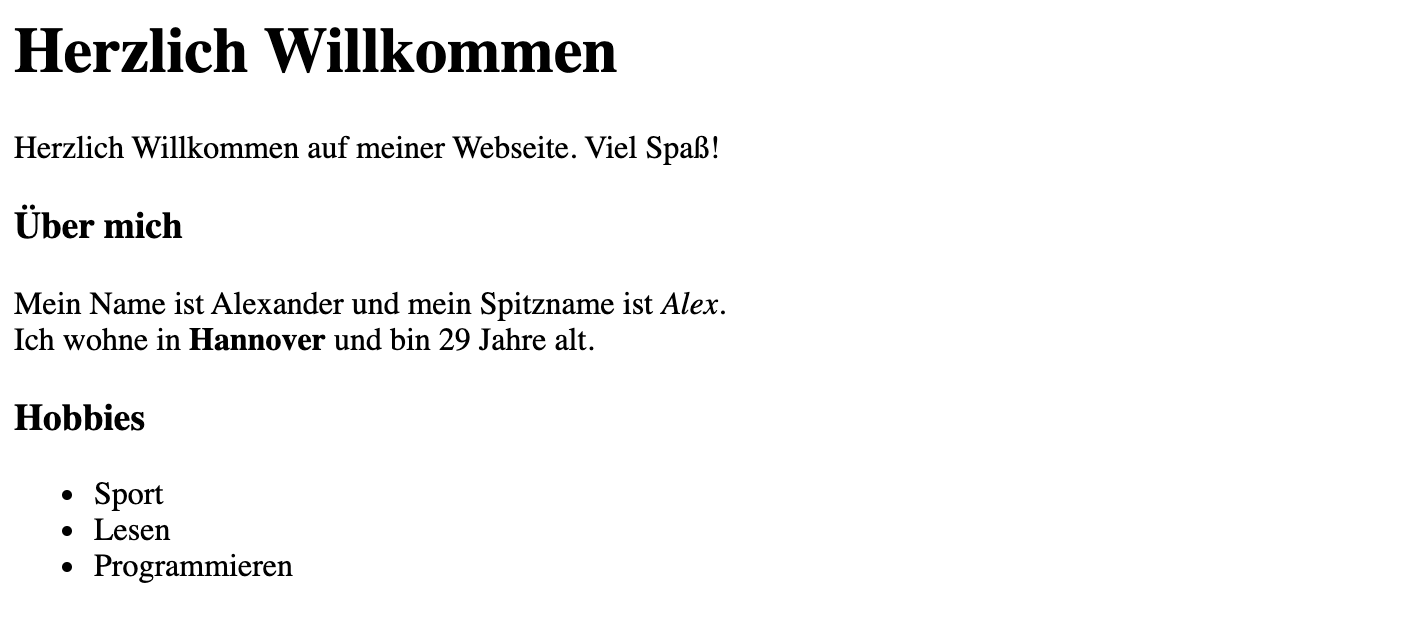 Herzlich Willkommen
Herzlich Willkommen auf meiner Webseite. Viel Spaß!
Über mich
Mein Name ist Alexander und mein Spitzname ist Alex.
Ich wohne in Hannover und bin 29 Jahre alt.
Hobbies
• Sport
• Lesen
• Programmieren